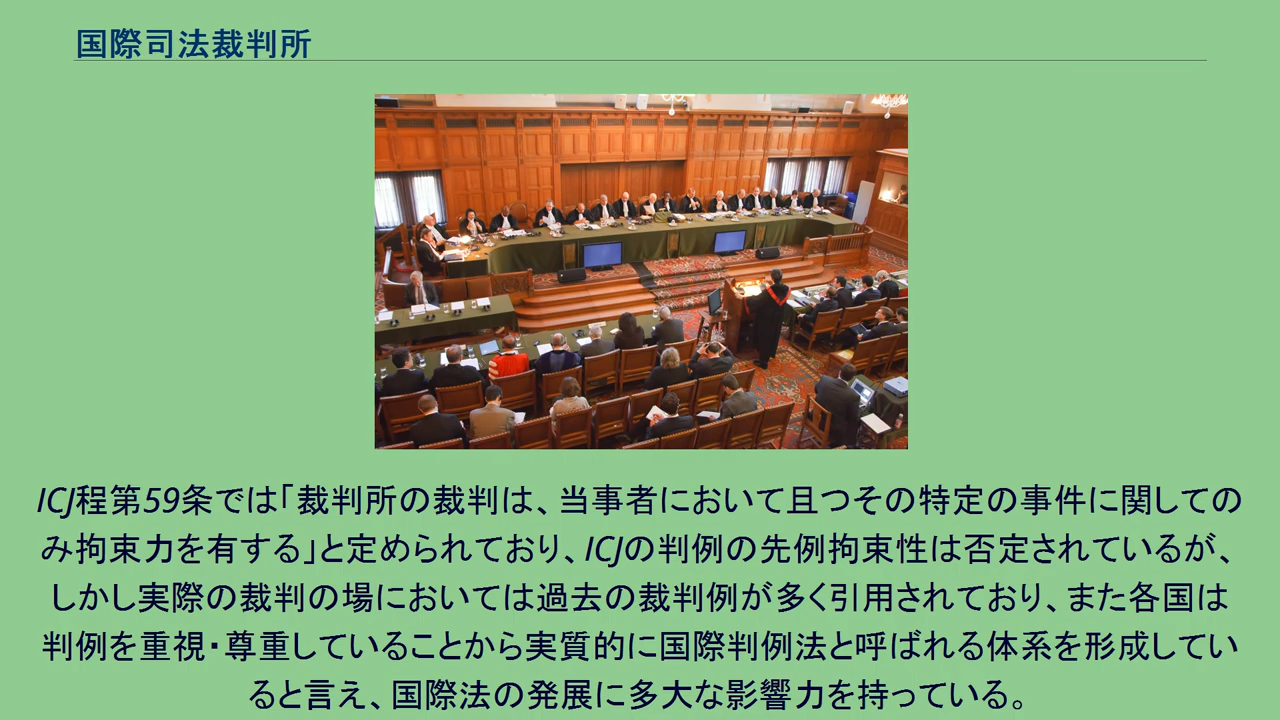 国際司法裁判所
ICJ程第59条では「裁判所の裁判は、当事者において且つその特定の事件に関しての
み拘束力を有する」と定められており、ICJの判例の先例拘束性は否定されているが、
しかし実際の裁判の場においては過去の裁判例が多く引用されており、また各国は
判例を重視・尊重していることから実質的に国際判例法と呼ばれる体系を形成してい
ると言え、国際法の発展に多大な影響力を持っている。